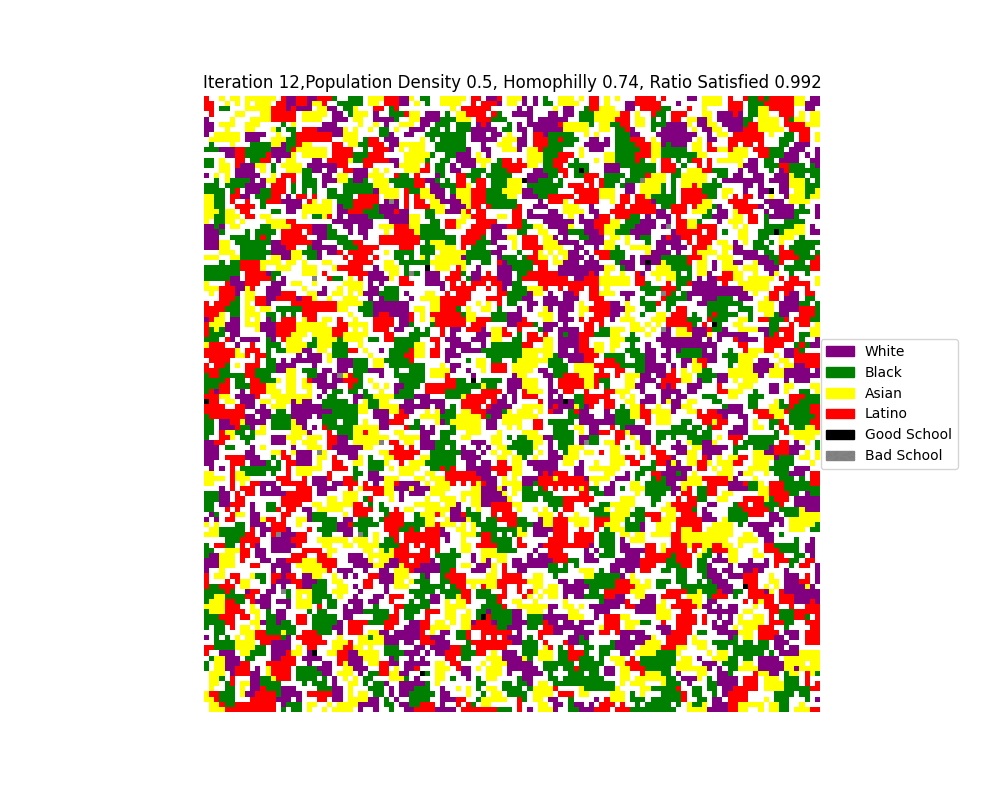 Iteration 12,Population Density 0.5, Homophilly 0.74, Ratio Satisfied 0.992
White
Black
Asian
Latino
Good School
Bad School